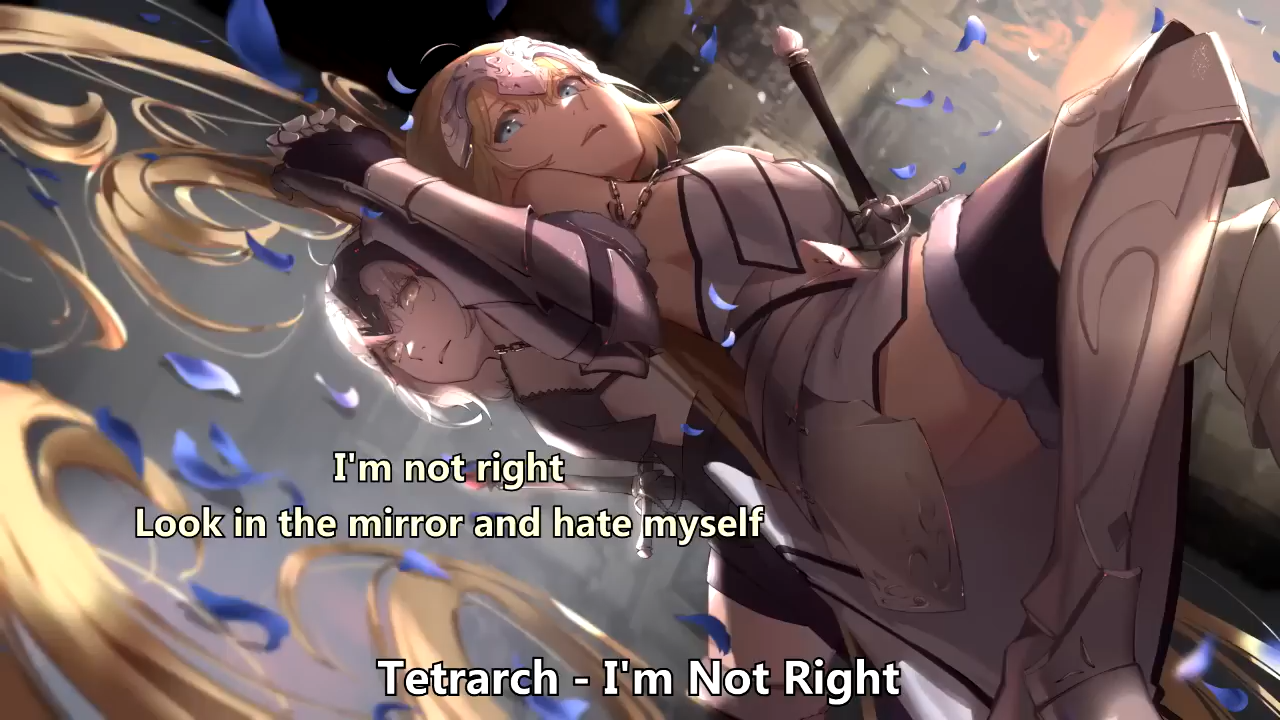 I'm not right
Look in the mirror and hate myself
Tetrarch - I'm Not Right